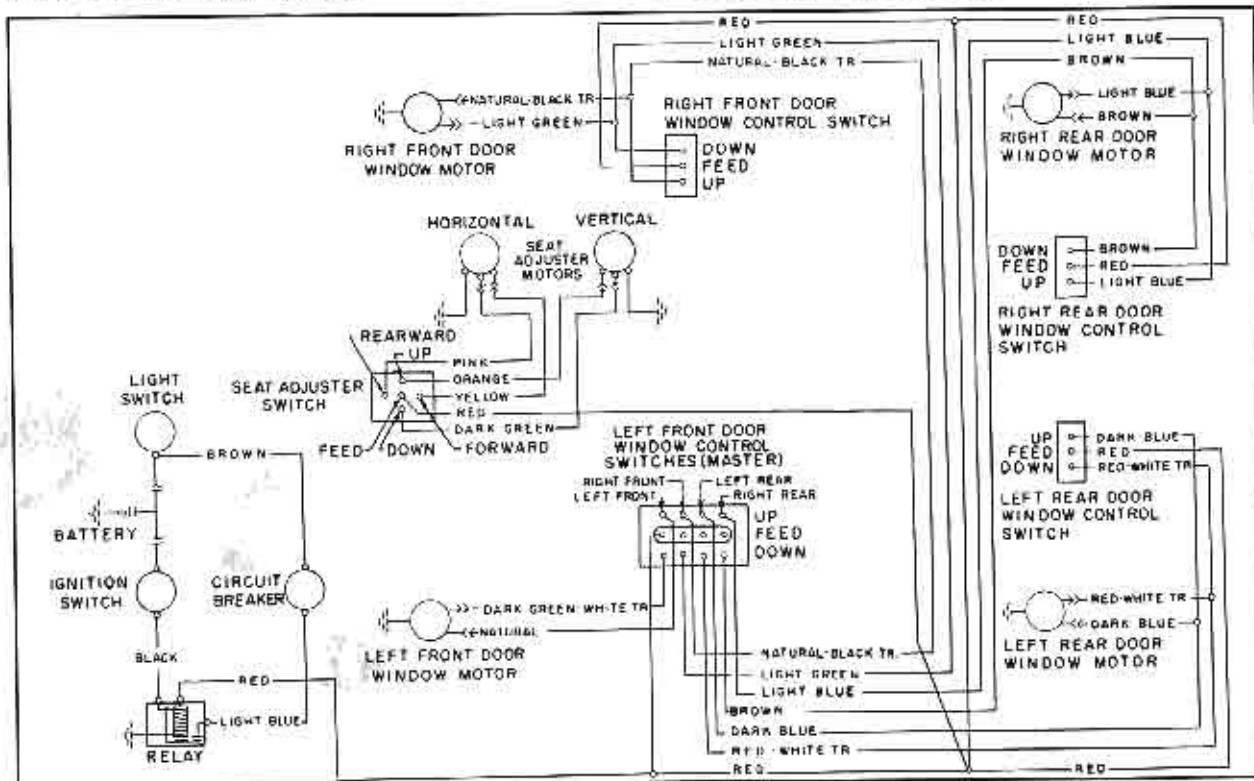 RED
RED
LIGHT GREEN
LIGHT BLUE
NATURAL-BLACK TR
BROWN
NATURAL-BLACK TR
LIGHT GREEN
RIGHT FRONT DOOR
WINDOW MOTOR
RIGHT FRONT DOOR
WINDOW CONTROL SWITCH
DOWN
FEED
UP
LIGHT BLUE
BROWN
RIGHT REAR DOOR
WINDOW MOTOR
HORIZONTAL
VERTICAL
SEAT
ADJUSTER
MOTORS
DOWN
FEED
UP
BROWN
RED
LIGHT BLUE
RIGHT REAR DOOR
WINDOW CONTROL
SWITCH
REARWARD
UP
PINK
ORANGE
YELLOW
RED
DARK GREEN
SEAT ADJUSTER
SWITCH
FEED
DOWN
FORWARD
LIGHT
SWITCH
BROWN
BATTERY
IGNITION
SWITCH
CIRCUIT
BREAKER
BLACK
RED
LIGHT BLUE
RELAY
LEFT FRONT DOOR
WINDOW CONTROL
SWITCHES (MASTER)
RIGHT FRONT
LEFT FRONT
LEFT REAR
RIGHT REAR
UP
FEED
DOWN
UP
FEED
DOWN
DARK BLUE
RED
RED-WHITE TR
LEFT REAR DOOR
WINDOW CONTROL
SWITCH
DARK GREEN-WHITE TR
NATURAL
LEFT FRONT DOOR
WINDOW MOTOR
RED-WHITE TR
DARK BLUE
LEFT REAR DOOR
WINDOW MOTOR
NATURAL-BLACK TR.
LIGHT GREEN
LIGHT BLUE
BROWN
DARK BLUE
RED-WHITE TR
RED
RED